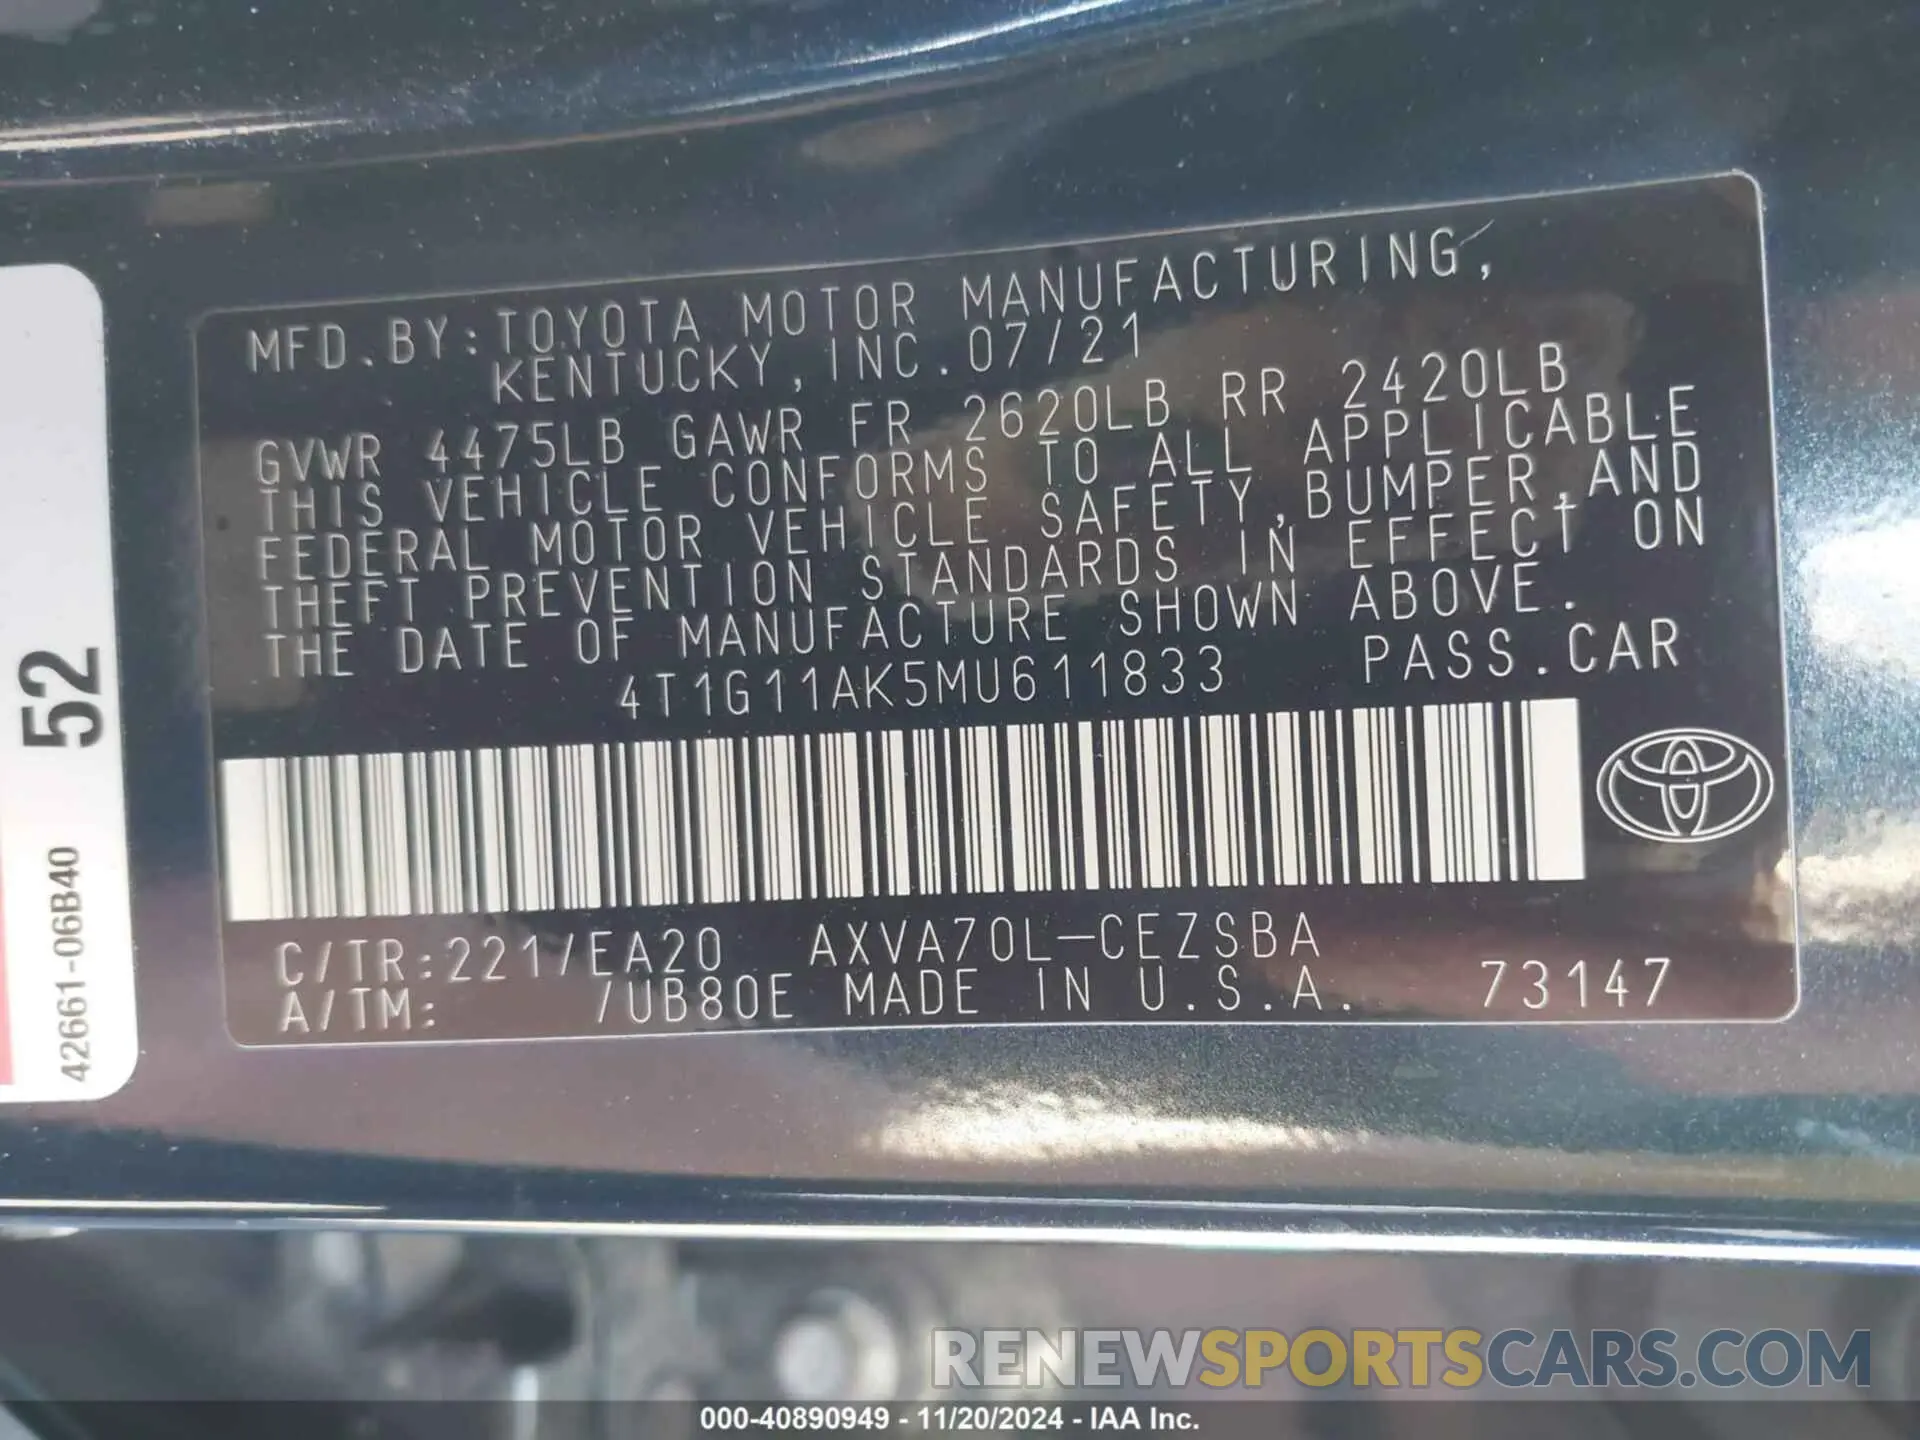 MFD.BY: TOYOTA MOTOR MANUFACTURING,
KENTUCKY, INC. 07/21
GVWR 4475LB GAWR FR 2620LB RR 2420LB
THIS VEHICLE CONFORMS TO ALL APPLICABLE
FEDERAL MOTOR VEHICLE SAFETY, BUMPER, AND
THEFT PREVENTION STANDARDS IN EFFECT ON
THE DATE OF MANUFACTURE SHOWN ABOVE.
4T1G11AK5MU611833 PASS.CAR
C/TR:221/EA20 AXVA70L-CEZSBA
A/TM: /UB80E MADE IN U.S.A. 73147
52
42661-06B40
RENEWSPORTSCARS.COM
000-40890949 - 11/20/2024 - IAA Inc.